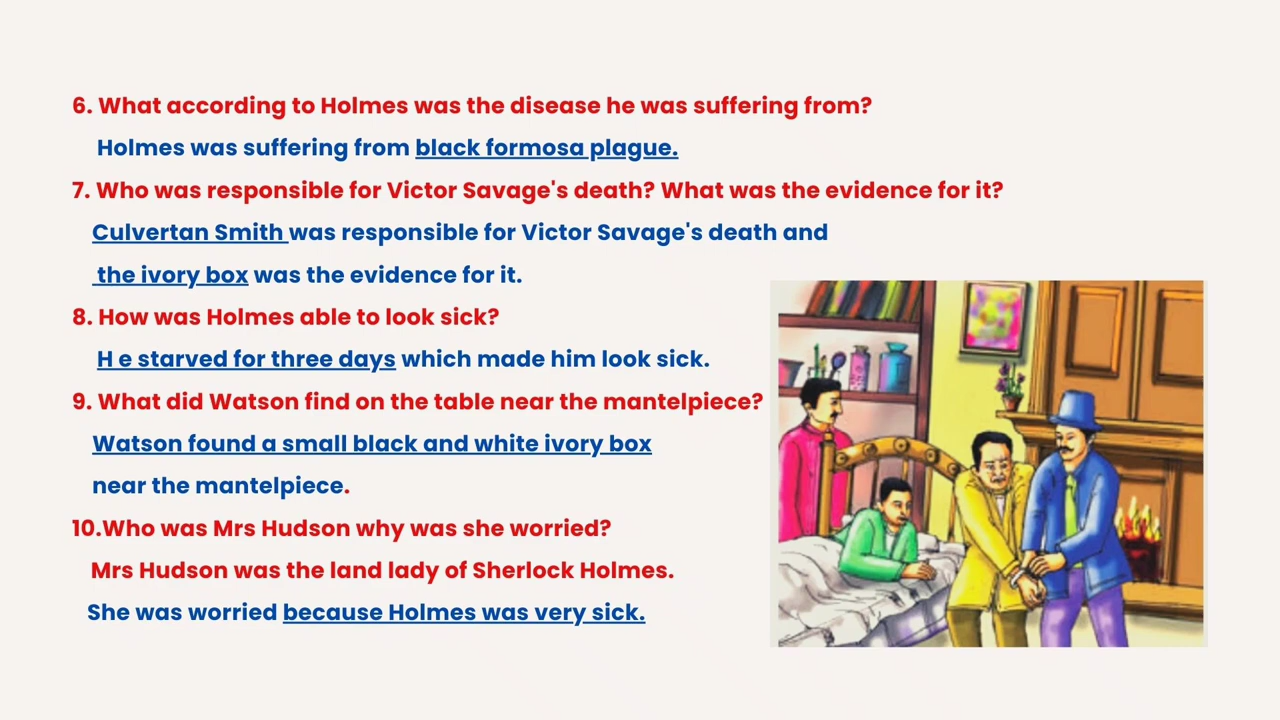 6. What according to Holmes was the disease he was suffering from?
Holmes was suffering from black formosa plague.
7. Who was responsible for Victor Savage's death? What was the evidence for it?
Culvertan Smith was responsible for Victor Savage's death and
the ivory box was the evidence for it.
8. How was Holmes able to look sick?
H e starved for three days which made him look sick.
9. What did Watson find on the table near the mantelpiece?
Watson found a small black and white ivory box
near the mantelpiece.
10.Who was Mrs Hudson why was she worried?
Mrs Hudson was the land lady of Sherlock Holmes.
She was worried because Holmes was very sick.